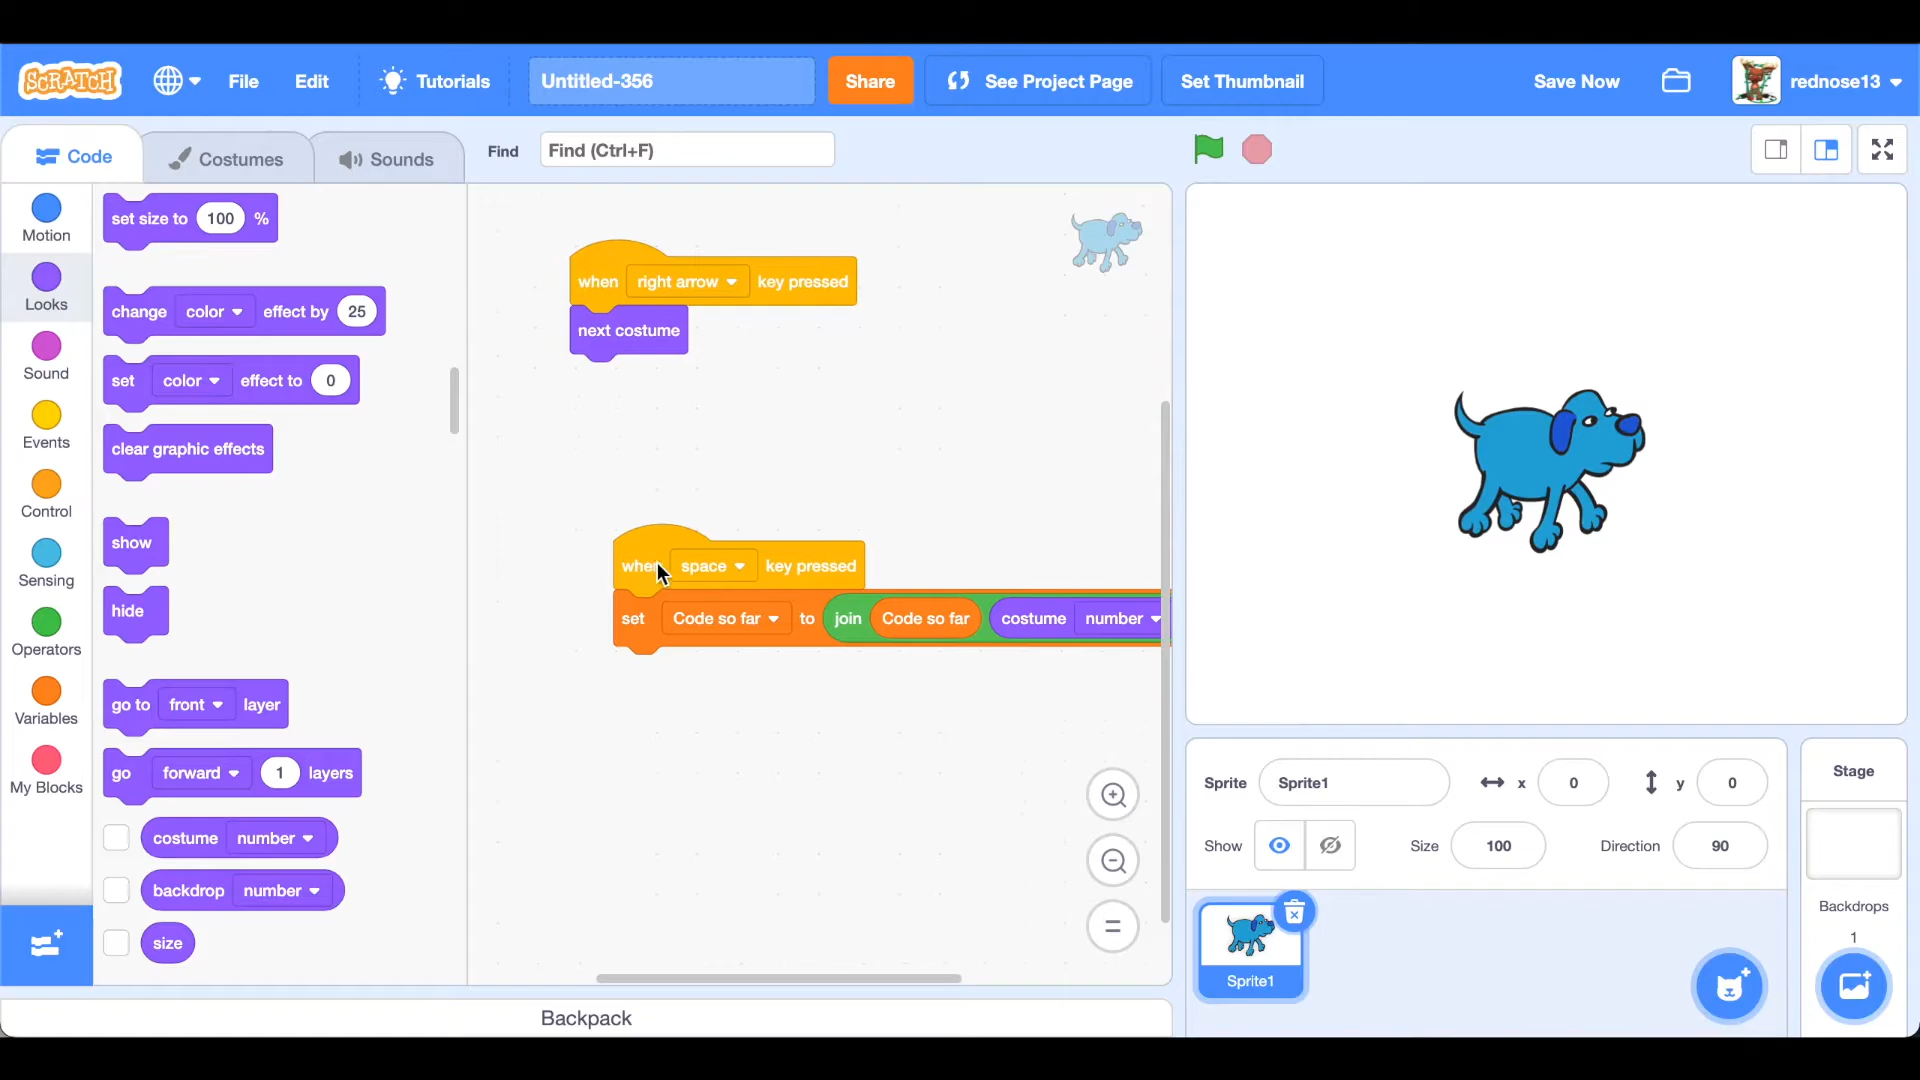 SCRATCH File Edit Tutorials Untitled-356 Share See Project Page Set Thumbnail Save Now rednose13
Code Costumes Sounds Find Find (Ctrl+F)
Motion
Looks
Sound
Events
Control
Sensing
Operators
Variables
My Blocks
set size to 100 %
change color effect by 25
set color effect to 0
clear graphic effects
show
hide
go to front layer
go forward 1 layers
costume number
backdrop number
size
when right arrow key pressed
next costume
when space key pressed
set Code so far to join Code so far costume number
Backpack
Sprite Sprite1 x 0 y 0
Show Size 100 Direction 90
Sprite1
Stage
Backdrops
1